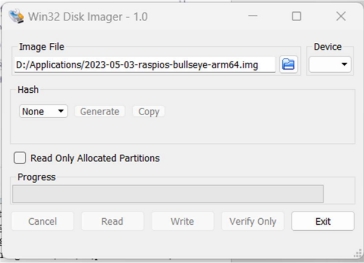 Win32 Disk Imager - 1.0
Image File
Device
D:/Applications/2023-05-03-raspios-bullseye-arm64.img
Hash
None Generate Copy
Read Only Allocated Partitions
Progress
Cancel Read Write Verify Only Exit